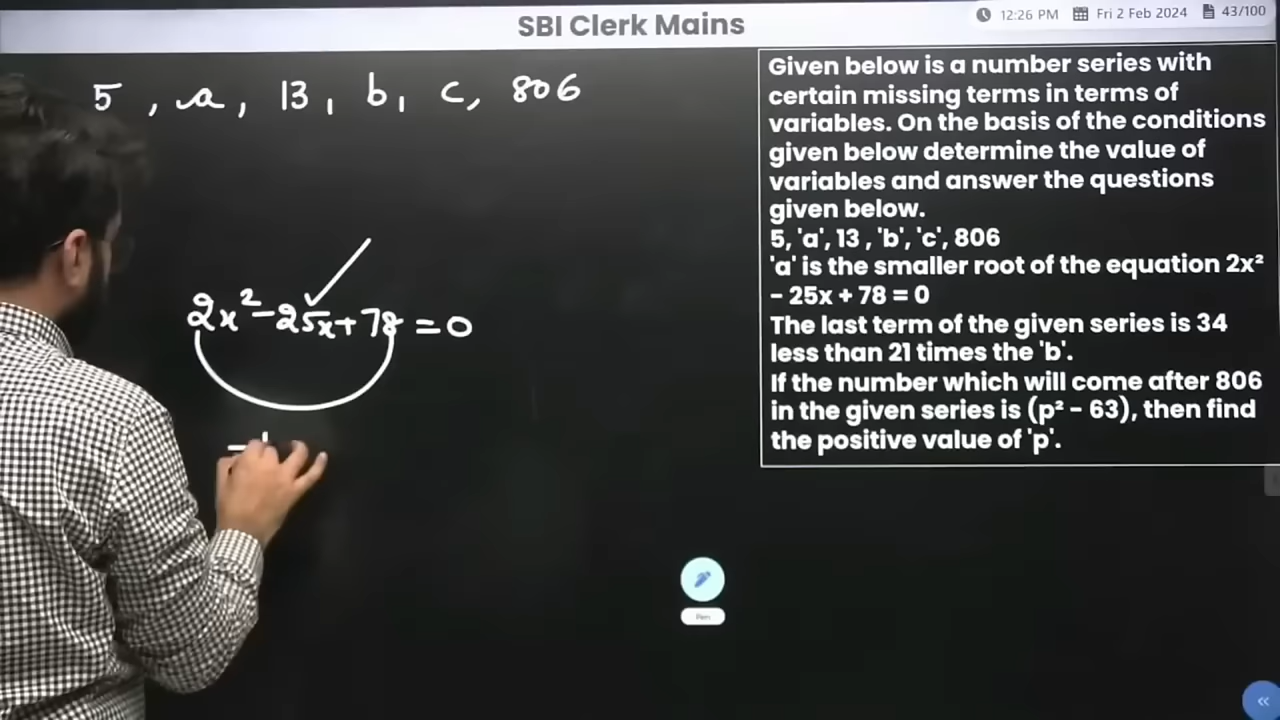 SBI Clerk Mains
12:26 PM Fri 2 Feb 2024 43/100
5, a, 13, b, c, 806
2x² - 25x + 78 = 0
Given below is a number series with
certain missing terms in terms of
variables. On the basis of the conditions
given below determine the value of
variables and answer the questions
given below.
5, 'a', 13 , 'b', 'c', 806
'a' is the smaller root of the equation 2x²
- 25x + 78 = 0
The last term of the given series is 34
less than 21 times the 'b'.
If the number which will come after 806
in the given series is (p² - 63), then find
the positive value of 'p'.
Pen